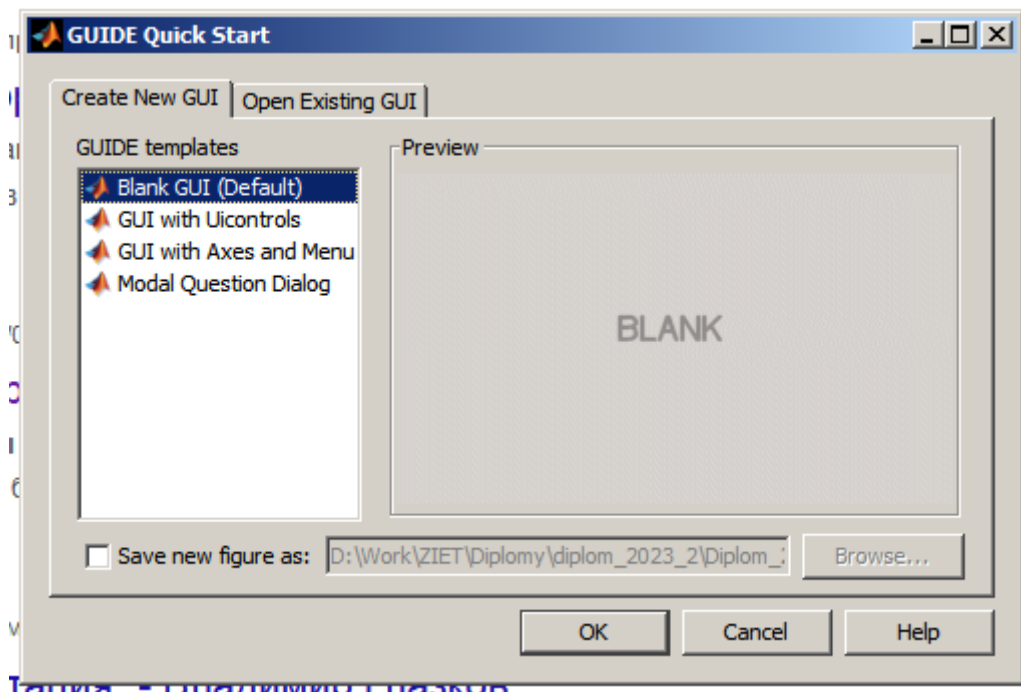 GUIDE Quick Start
Create New GUI
Open Existing GUI
GUIDE templates
Preview
Blank GUI (Default)
GUI with Uicontrols
GUI with Axes and Menu
Modal Question Dialog
BLANK
Save new figure as:
D:\Work\ZIET\Diplomy\diplom_2023_2\Diplom_
Browse...
OK
Cancel
Help